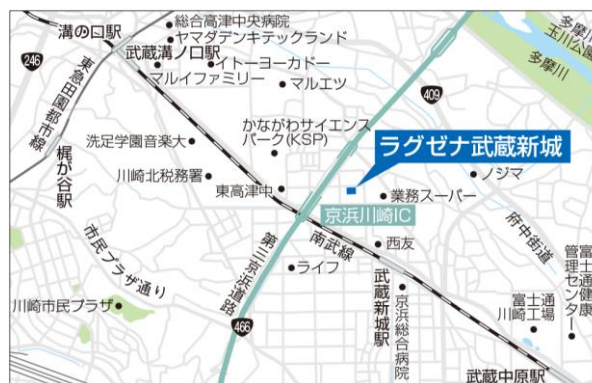 総合高津中央病院
溝の口駅
ヤマダデンキテックランド
多摩川
玉川公園
武蔵溝ノ口駅
イトーヨーカドー
246
マルイファミリー
マルエツ
多摩川
409
東急田園都市線
かながわサイエンス
パーク(KSP)
洗足学園音楽大
ラグゼナ武蔵新城
梶が谷駅
川崎北税務署
ノジマ
東高津中
業務スーパー
京浜川崎IC
府中街道
市民プラザ通り
南武線
西友
第三京浜道路
ライフ
武蔵新城駅
富士通健康
管理センター
川崎市民プラザ
京浜総合病院
富士通
川崎工場
466
武蔵中原駅